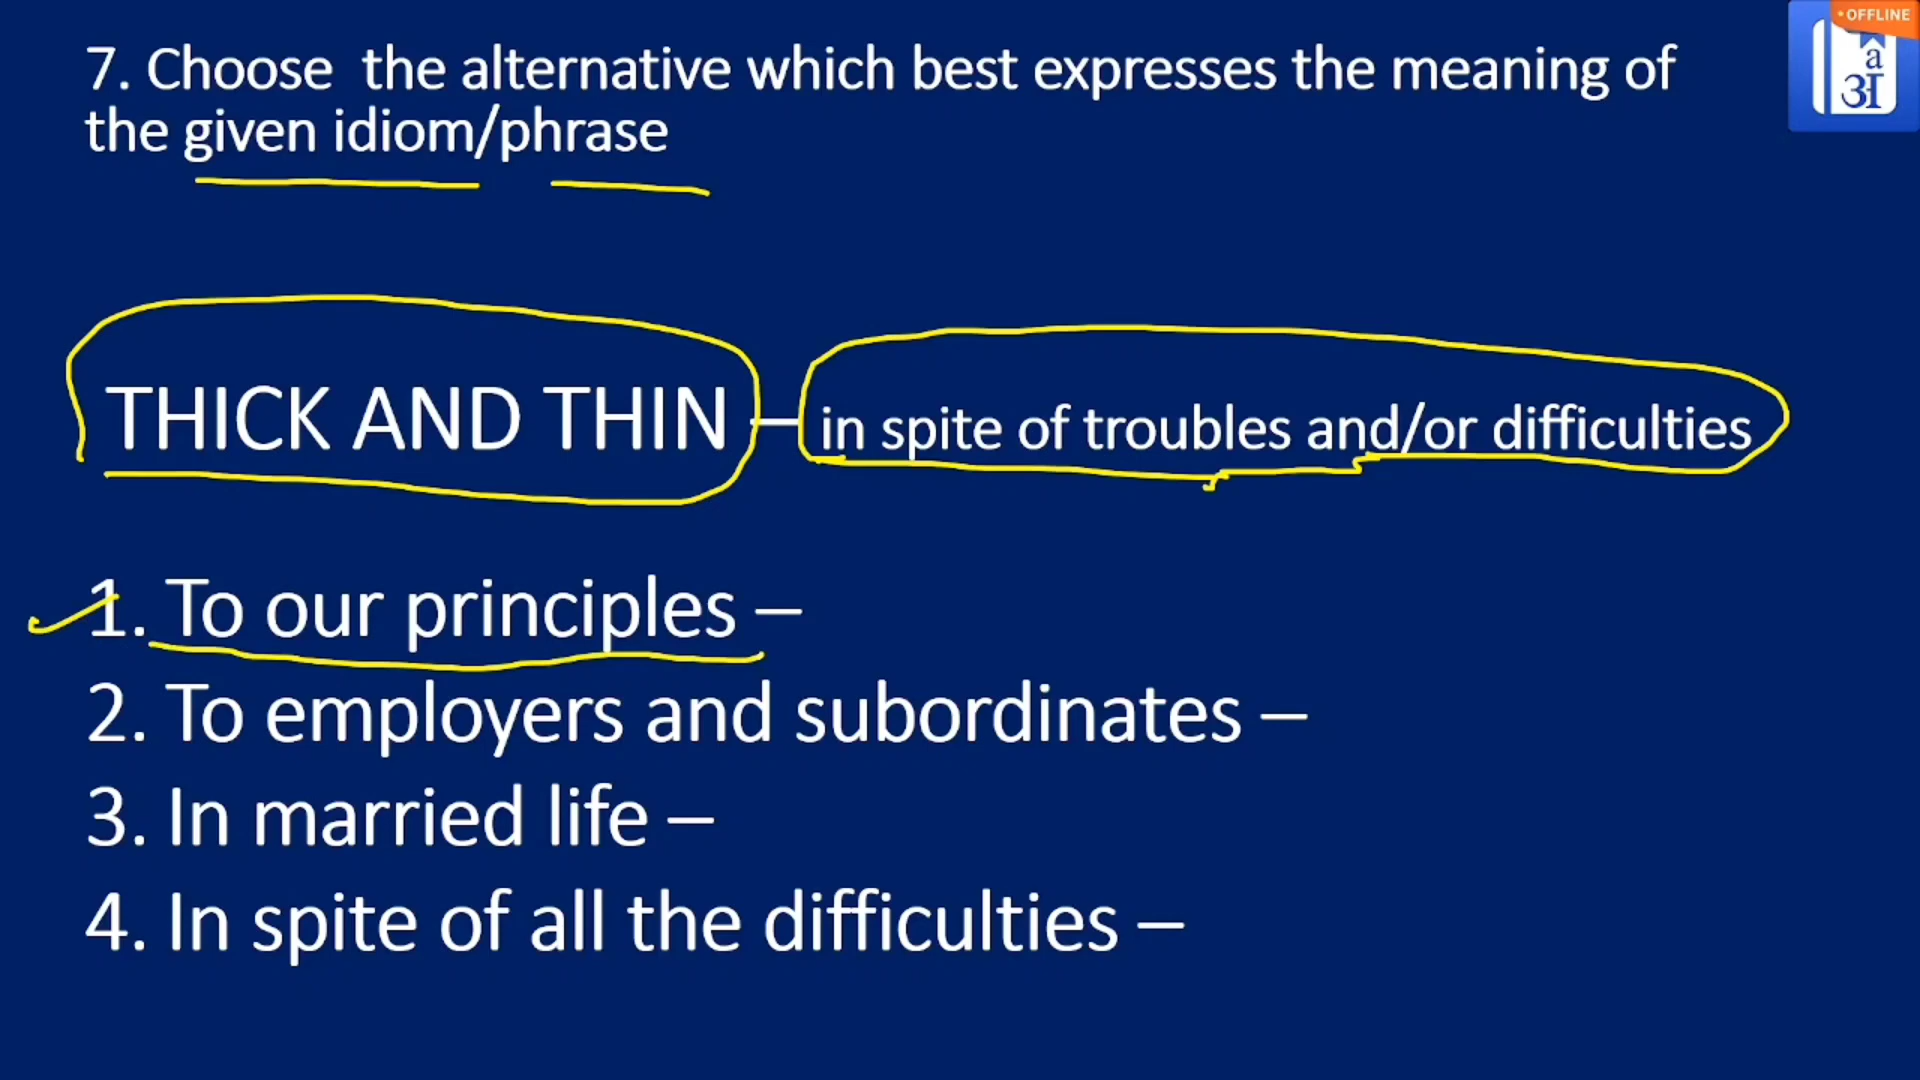 7. Choose the alternative which best expresses the meaning of
the given idiom/phrase
• OFFLINE
a
अ
THICK AND THIN – in spite of troubles and/or difficulties
1. To our principles –
2. To employers and subordinates –
3. In married life –
4. In spite of all the difficulties –